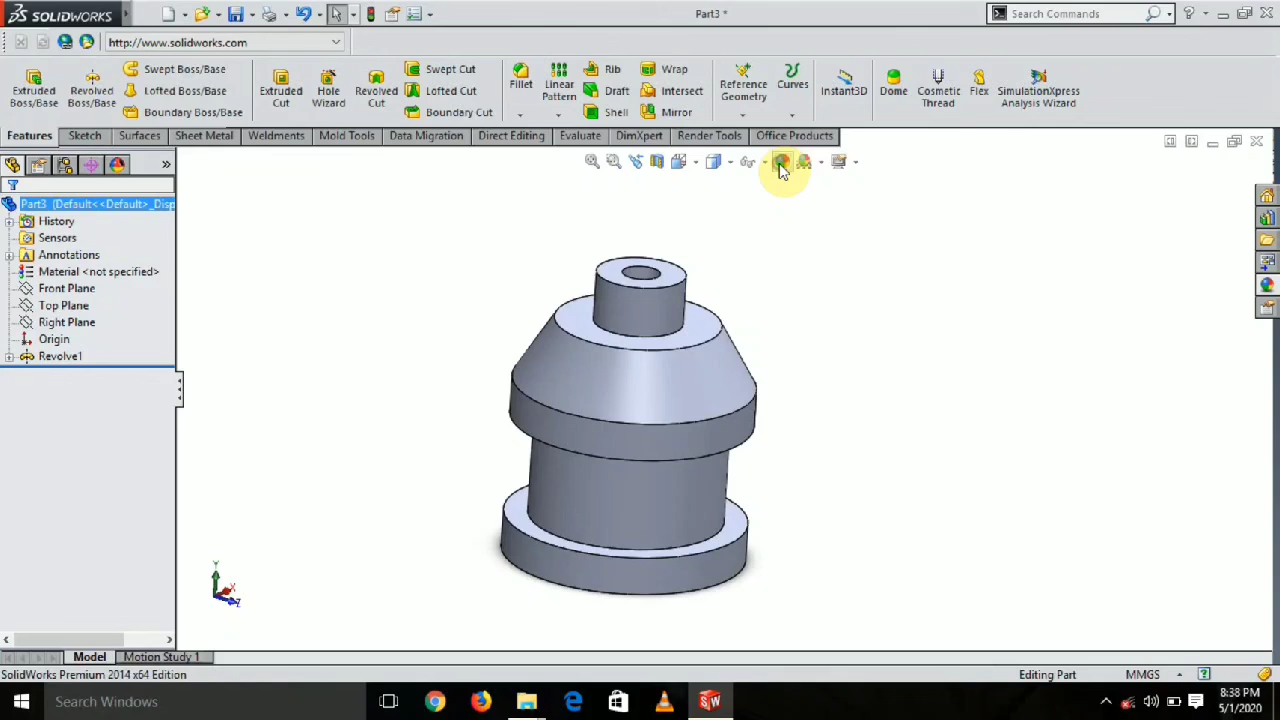 SOLIDWORKS
Part3 *
Search Commands
http://www.solidworks.com
Extruded Boss/Base
Revolved Boss/Base
Swept Boss/Base
Lofted Boss/Base
Boundary Boss/Base
Extruded Cut
Hole Wizard
Revolved Cut
Swept Cut
Lofted Cut
Boundary Cut
Fillet
Linear Pattern
Rib
Draft
Shell
Wrap
Intersect
Mirror
Reference Geometry
Curves
Instant3D
Dome
Cosmetic Thread
Flex
SimulationXpress Analysis Wizard
Features
Sketch
Surfaces
Sheet Metal
Weldments
Mold Tools
Data Migration
Direct Editing
Evaluate
DimXpert
Render Tools
Office Products
Part3 (Default<<Default>_Disp
History
Sensors
Annotations
Material <not specified>
Front Plane
Top Plane
Right Plane
Origin
Revolve1
Y
X
Z
Model
Motion Study 1
SolidWorks Premium 2014 x64 Edition
Editing Part
MMGS
Search Windows
8:38 PM
5/1/2020